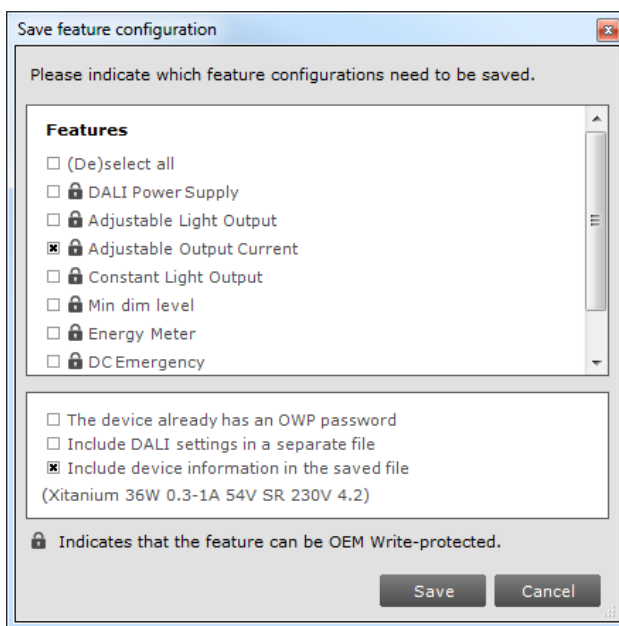 Save feature configuration
Please indicate which feature configurations need to be saved.
Features
(De)select all
DALI Power Supply
Adjustable Light Output
Adjustable Output Current
Constant Light Output
Min dim level
Energy Meter
DC Emergency
The device already has an OWP password
Include DALI settings in a separate file
Include device information in the saved file
(Xitanium 36W 0.3-1A 54V SR 230V 4.2)
Indicates that the feature can be OEM Write-protected.
Save
Cancel